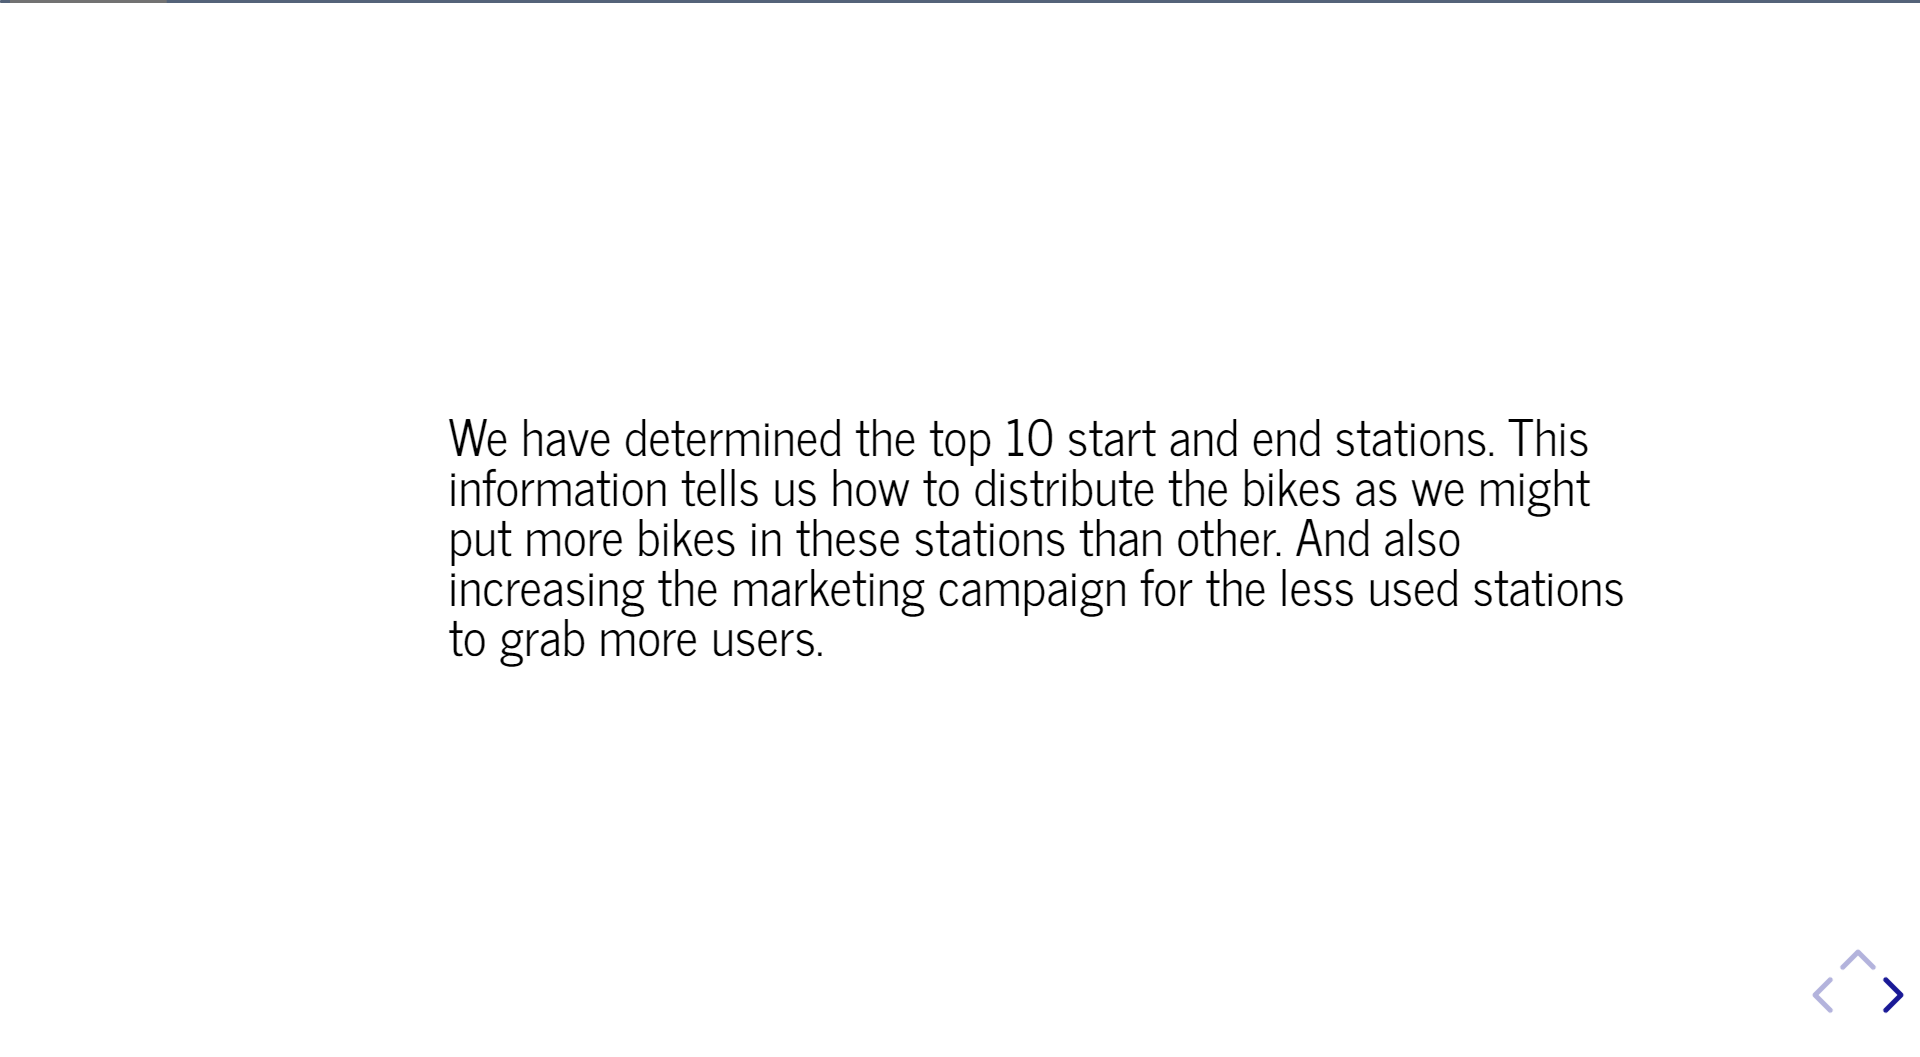 We have determined the top 10 start and end stations. This
information tells us how to distribute the bikes as we might
put more bikes in these stations than other. And also
increasing the marketing campaign for the less used stations
to grab more users.